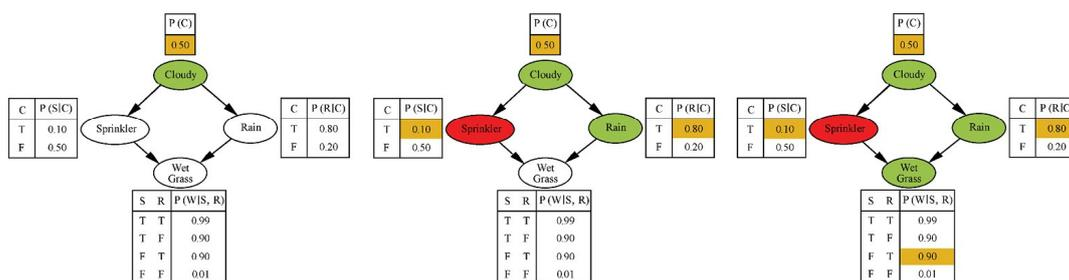 P (C)
0.50
Cloudy
C P (S|C)
T 0.10
F 0.50
Sprinkler
Rain
C P (R|C)
T 0.80
F 0.20
Wet
Grass
S R P (W|S, R)
T T 0.99
T F 0.90
F T 0.90
F F 0.01
P (C)
0.50
Cloudy
C P (S|C)
T 0.10
F 0.50
Sprinkler
Rain
C P (R|C)
T 0.80
F 0.20
Wet
Grass
S R P (W|S, R)
T T 0.99
T F 0.90
F T 0.90
F F 0.01
P (C)
0.50
Cloudy
C P (S|C)
T 0.10
F 0.50
Sprinkler
Rain
C P (R|C
T 0.80
F 0.20
Wet
Grass
S R P (W|S, R)
T T 0.99
T F 0.90
F T 0.90
F F 0.01